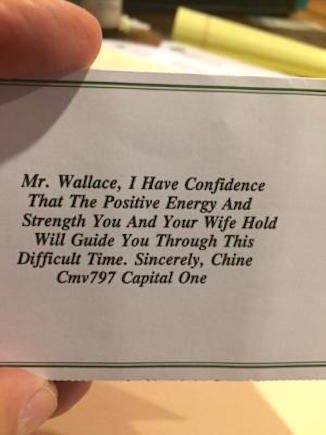 Mr. Wallace, I Have Confidence
That The Positive Energy And
Strength You And Your Wife Hold
Will Guide You Through This
Difficult Time. Sincerely, Chine
Cmv797 Capital One